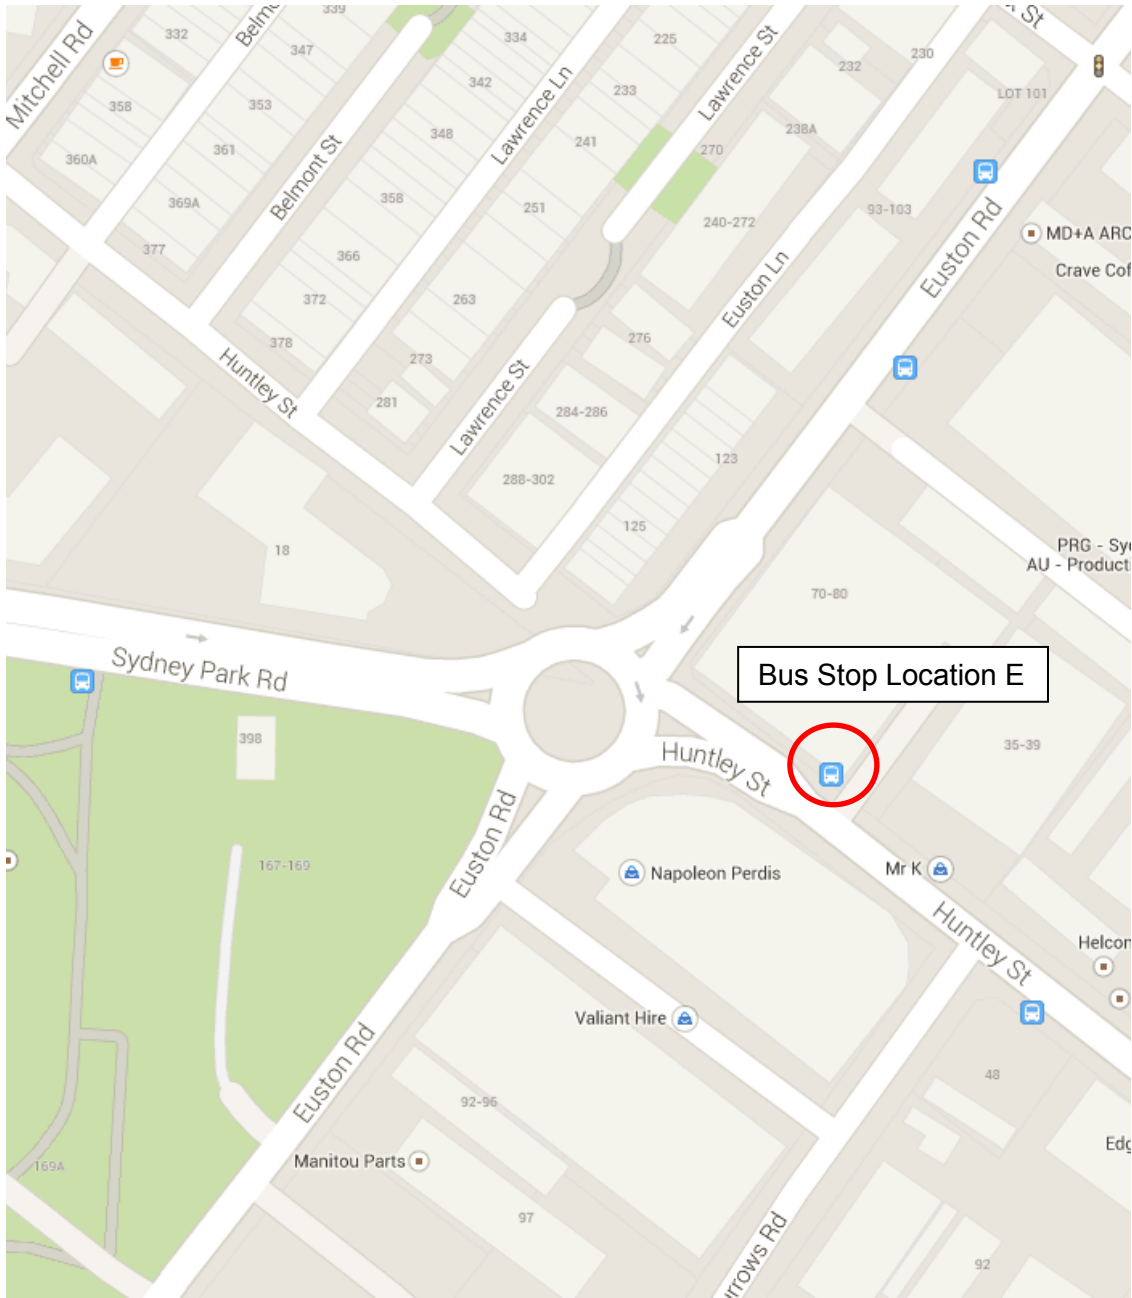 339
St
Mitchell Rd
332
347
334
225
230
232
358
353
342
233
LOT 101
Lawrence St
Lawrence Ln
348
241
238A
270
360A
361
Belmont St
369A
358
251
93-103
240-272
MD+A ARC
377
366
Euston Rd
Crave Cof
372
263
Euston Ln
378
276
273
Huntley St
281
284-286
Lawrence St
123
288-302
125
18
PRG - Sy
AU - Producti
70-80
Sydney Park Rd
Bus Stop Location E
398
Huntley St
35-39
Euston Rd
167-169
Napoleon Perdis
Mr K
Huntley St
Helcon
Valiant Hire
Euston Rd
48
92-96
Edg
169A
Manitou Parts
97
rrows Rd
92